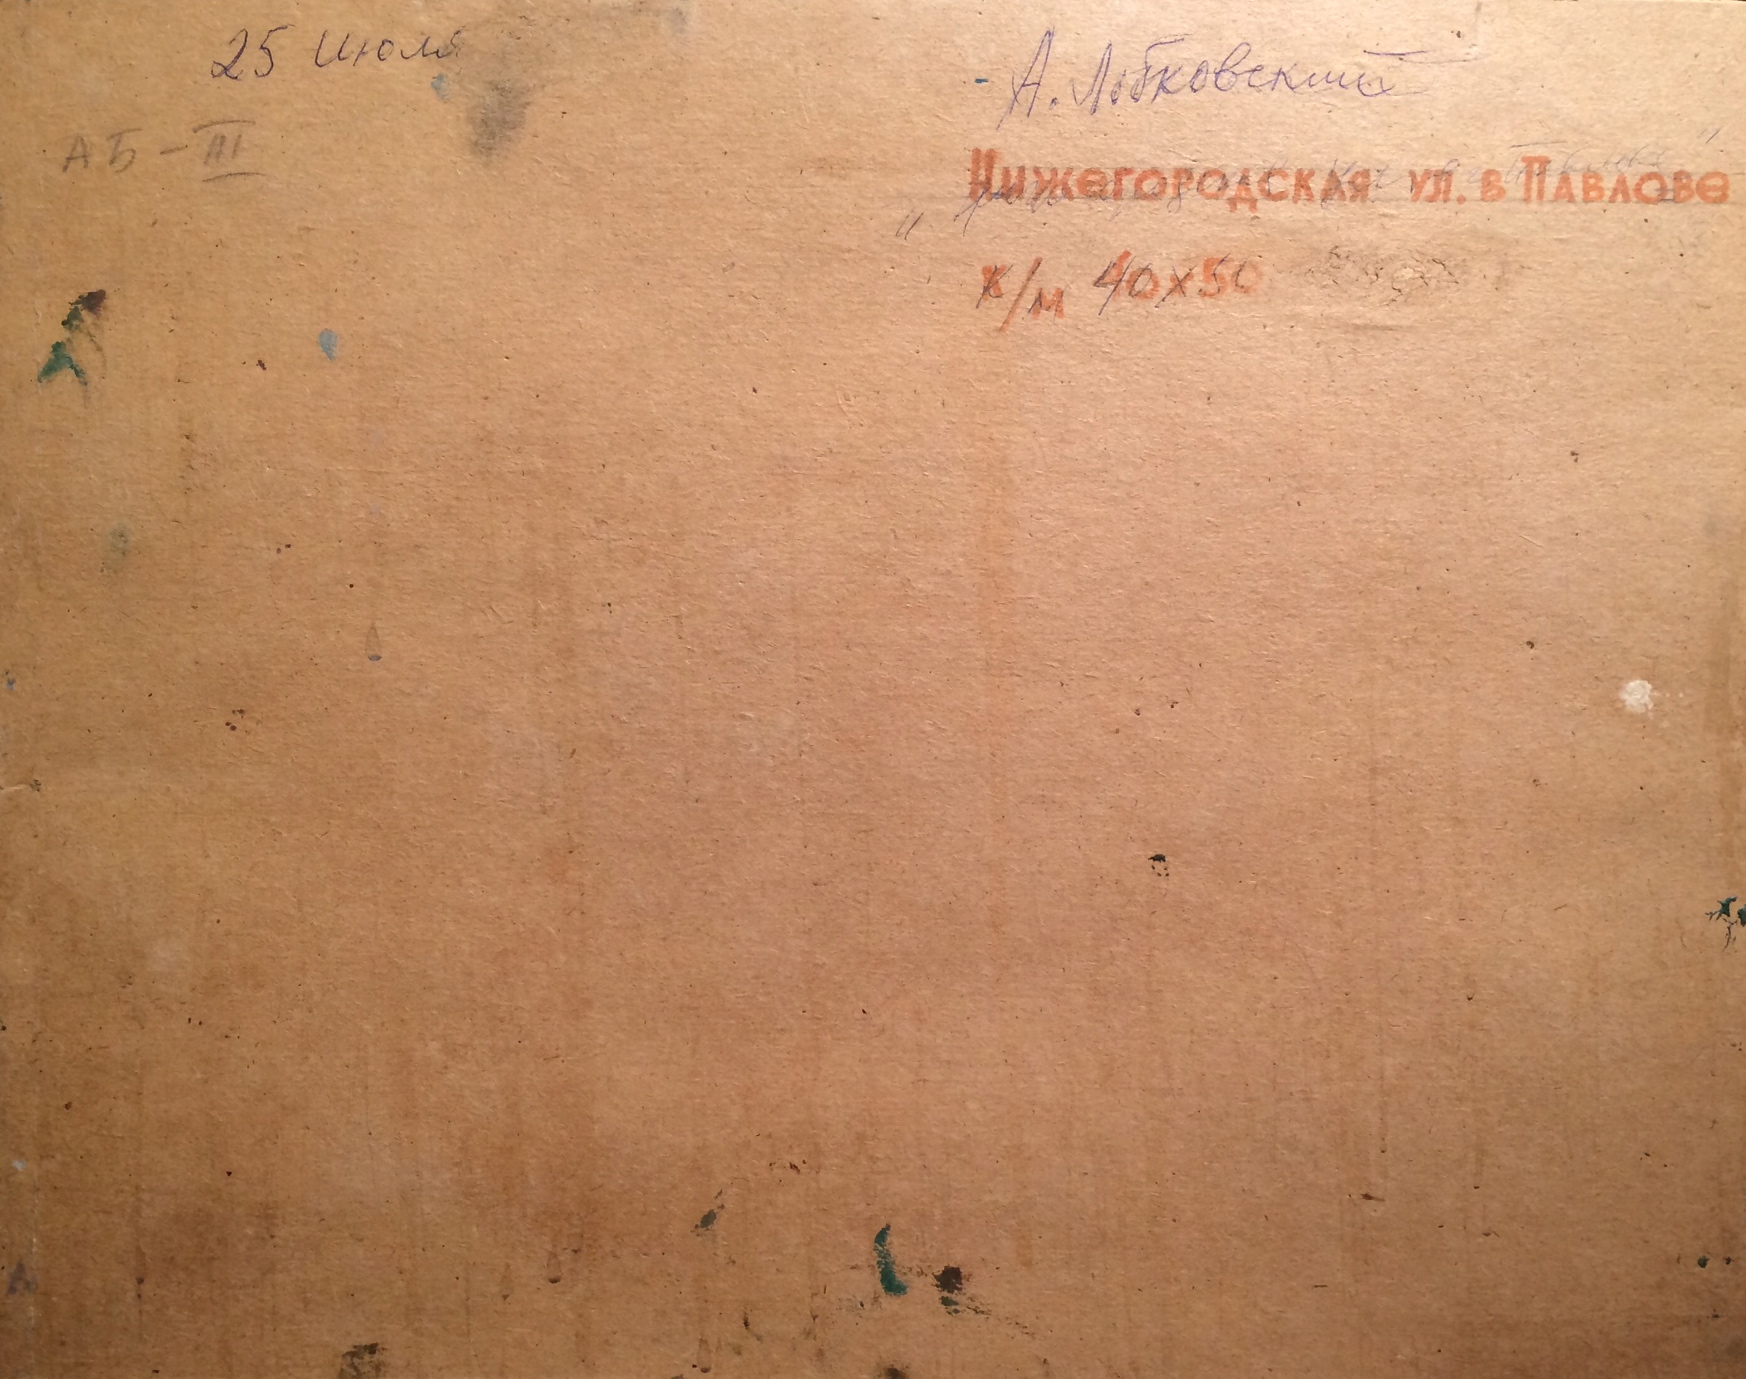 25 июля
А. Лобковский
АБ - III
Нижегородская ул. в Павлове
к/м 40х50